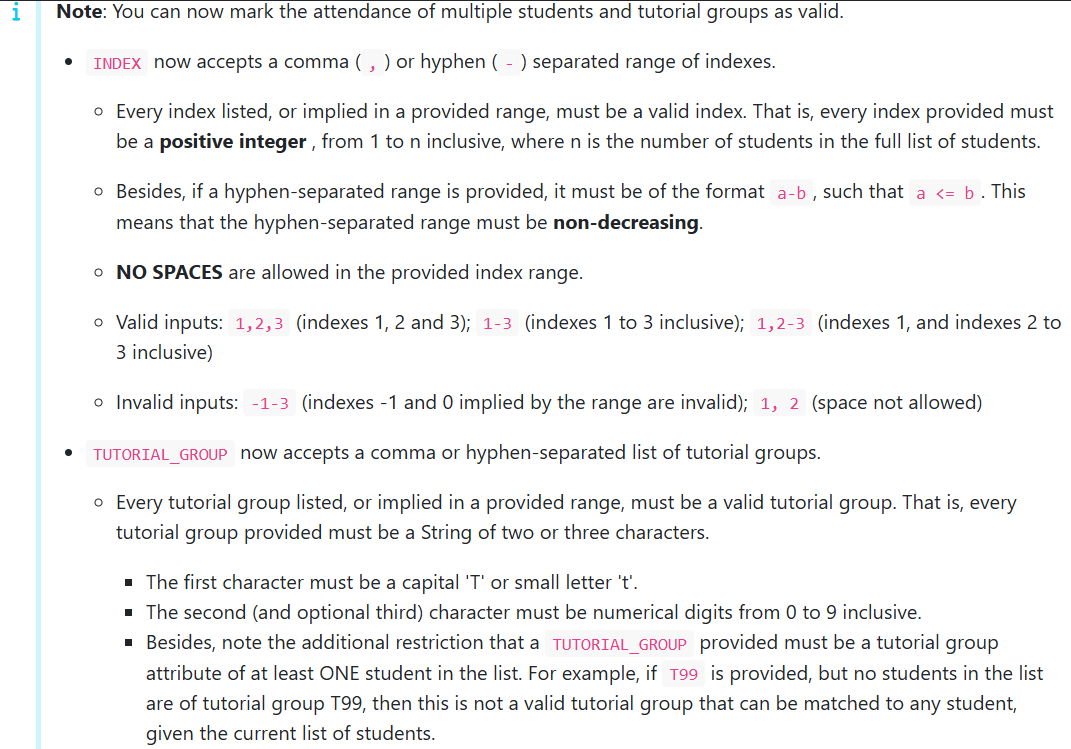 i Note: You can now mark the attendance of multiple students and tutorial groups as valid.
• INDEX now accepts a comma ( , ) or hyphen ( - ) separated range of indexes.
◦ Every index listed, or implied in a provided range, must be a valid index. That is, every index provided must
be a positive integer , from 1 to n inclusive, where n is the number of students in the full list of students.
◦ Besides, if a hyphen-separated range is provided, it must be of the format a-b , such that a <= b . This
means that the hyphen-separated range must be non-decreasing.
◦ NO SPACES are allowed in the provided index range.
◦ Valid inputs: 1,2,3 (indexes 1, 2 and 3); 1-3 (indexes 1 to 3 inclusive); 1,2-3 (indexes 1, and indexes 2 to
3 inclusive)
◦ Invalid inputs: -1-3 (indexes -1 and 0 implied by the range are invalid); 1, 2 (space not allowed)
• TUTORIAL_GROUP now accepts a comma or hyphen-separated list of tutorial groups.
◦ Every tutorial group listed, or implied in a provided range, must be a valid tutorial group. That is, every
tutorial group provided must be a String of two or three characters.
▪ The first character must be a capital 'T' or small letter 't'.
▪ The second (and optional third) character must be numerical digits from 0 to 9 inclusive.
▪ Besides, note the additional restriction that a TUTORIAL_GROUP provided must be a tutorial group
attribute of at least ONE student in the list. For example, if T99 is provided, but no students in the list
are of tutorial group T99, then this is not a valid tutorial group that can be matched to any student,
given the current list of students.